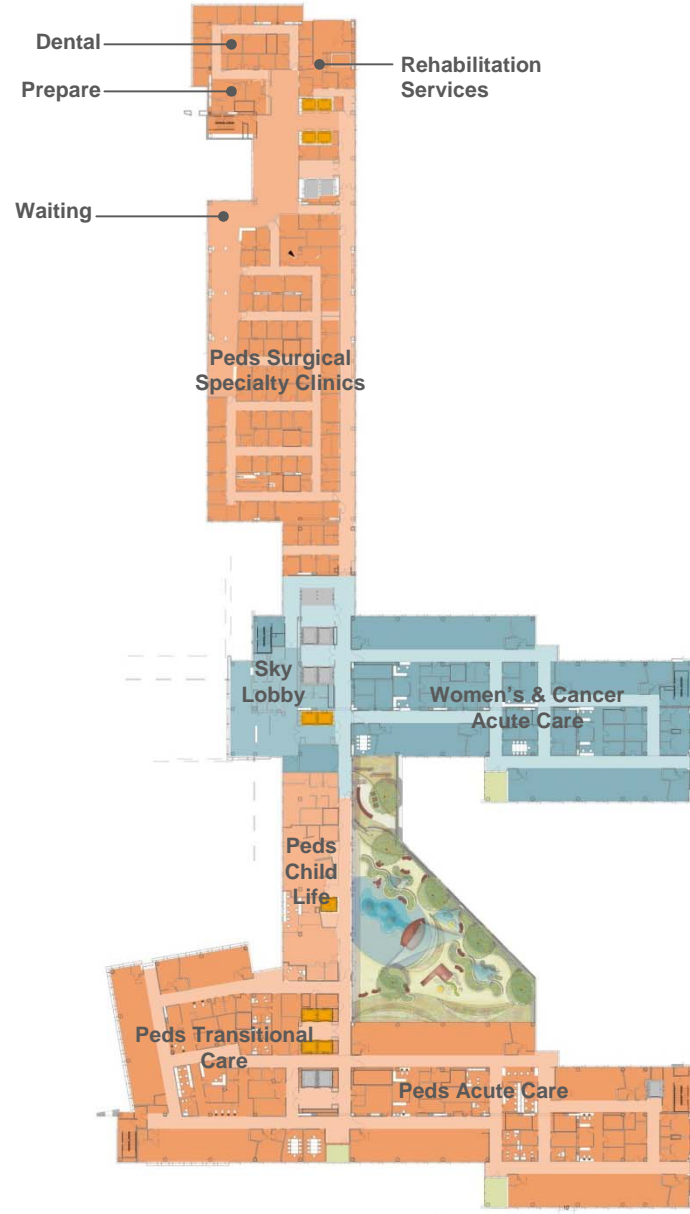 Dental
Rehabilitation
Services
Prepare
Waiting
Peds Surgical
Specialty Clinics
Sky
Lobby
Women's & Cancer
Acute Care
Peds
Child
Life
Peds Transitional
Care
Peds Acute Care